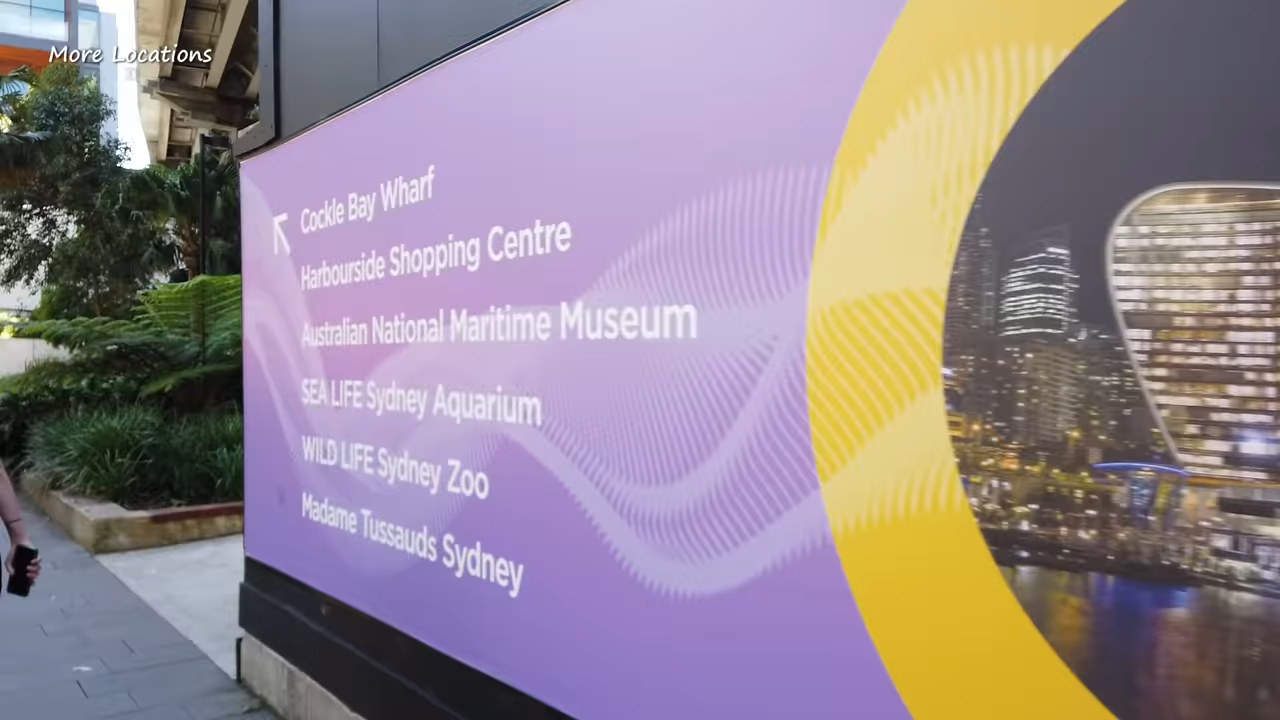 More Locations
Cockle Bay Wharf
Harbourside Shopping Centre
Australian National Maritime Museum
SEA LIFE Sydney Aquarium
WILD LIFE Sydney Zoo
Madame Tussauds Sydney